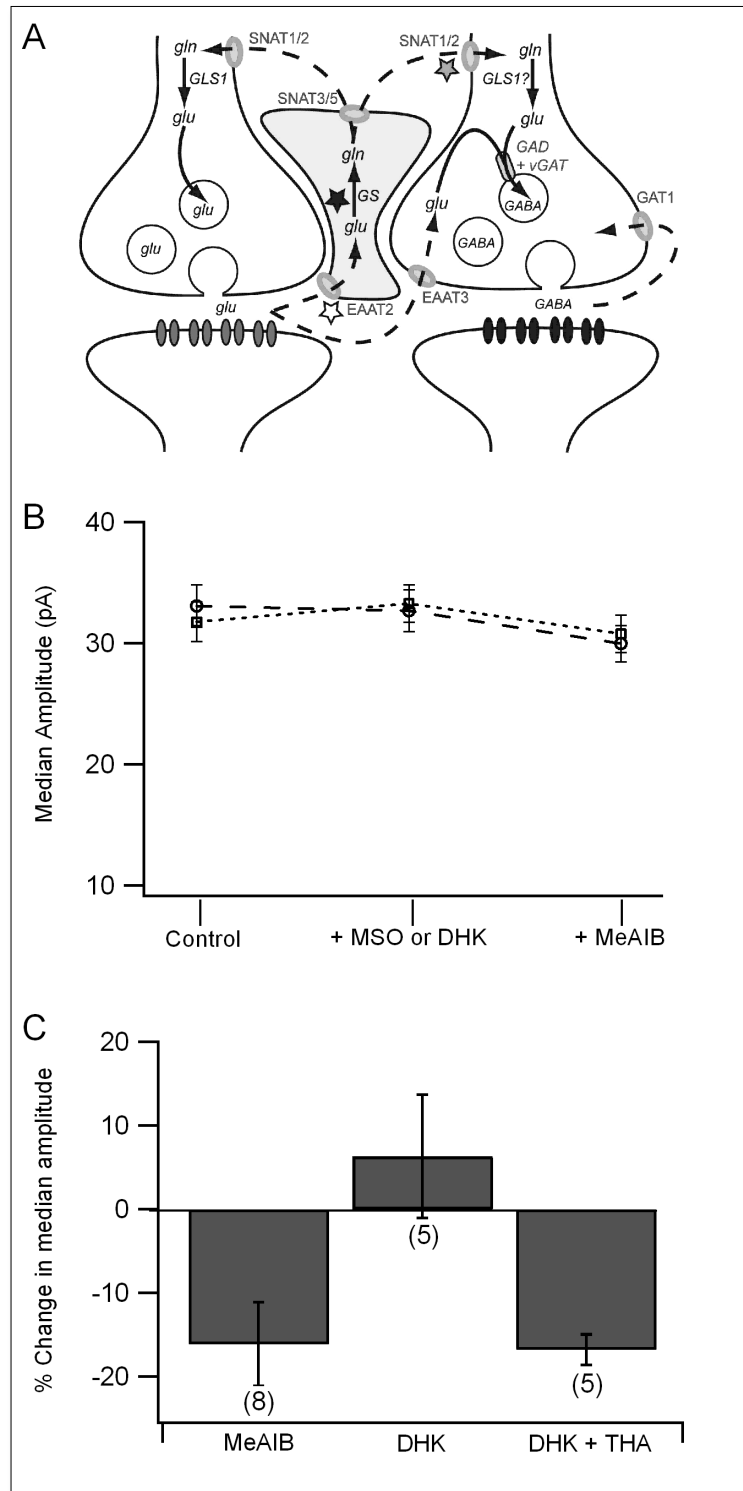 A
SNAT1/2
SNAT1/2
gln
gln
GLS1
GLS1?
SNAT3/5
glu
glu
gln
GAD
+ vGAT
GS
glu
glu
GABA
GAT1
glu
glu
GABA
EAAT3
glu
EAAT2
GABA
B
40
30
20
10
Median Amplitude (pA)
Control
+ MSO or DHK
+ MeAIB
C
20
10
0
-10
-20
% Change in median amplitude
(5)
(8)
(5)
MeAIB
DHK
DHK + THA